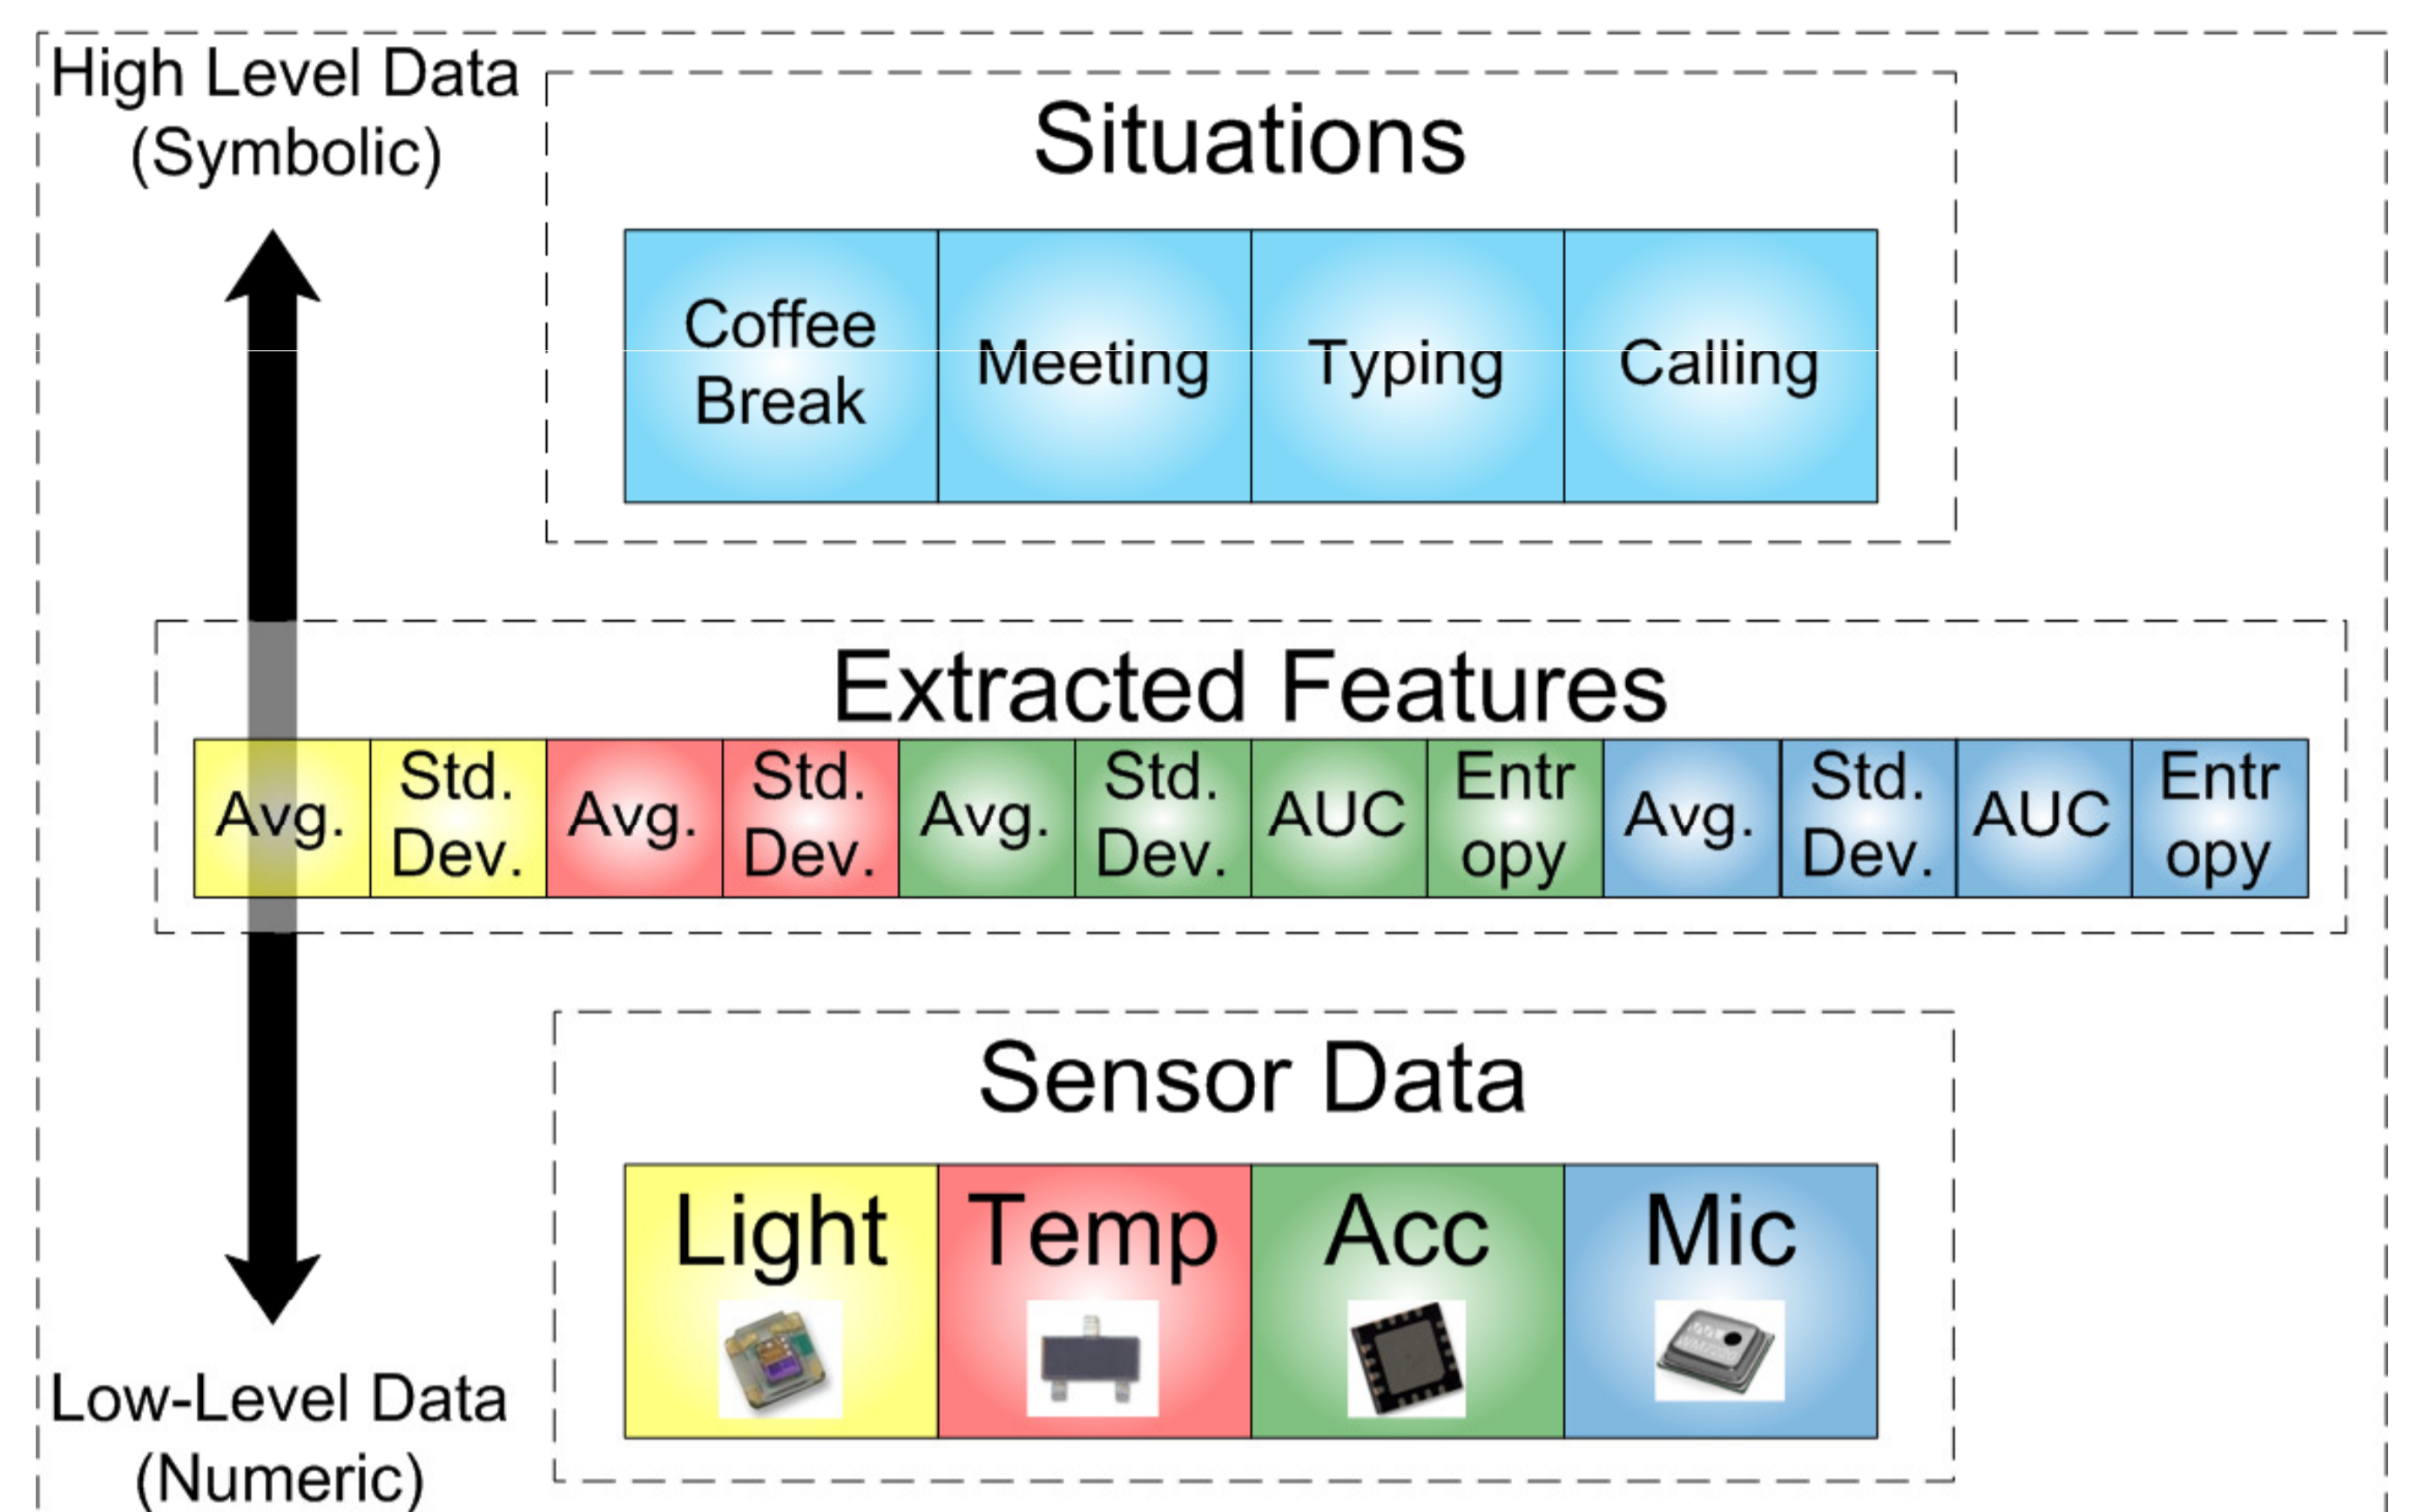 High Level Data
(Symbolic)
Situations
Coffee
Break
Meeting
Typing
Calling
Extracted Features
Avg.
Std.
Dev.
Avg.
Std.
Dev.
Avg.
Std.
Dev.
AUC
Entr
opy
Avg.
Std.
Dev.
AUC
Entr
opy
Sensor Data
Light
Temp
Acc
Mic
Low-Level Data
(Numeric)